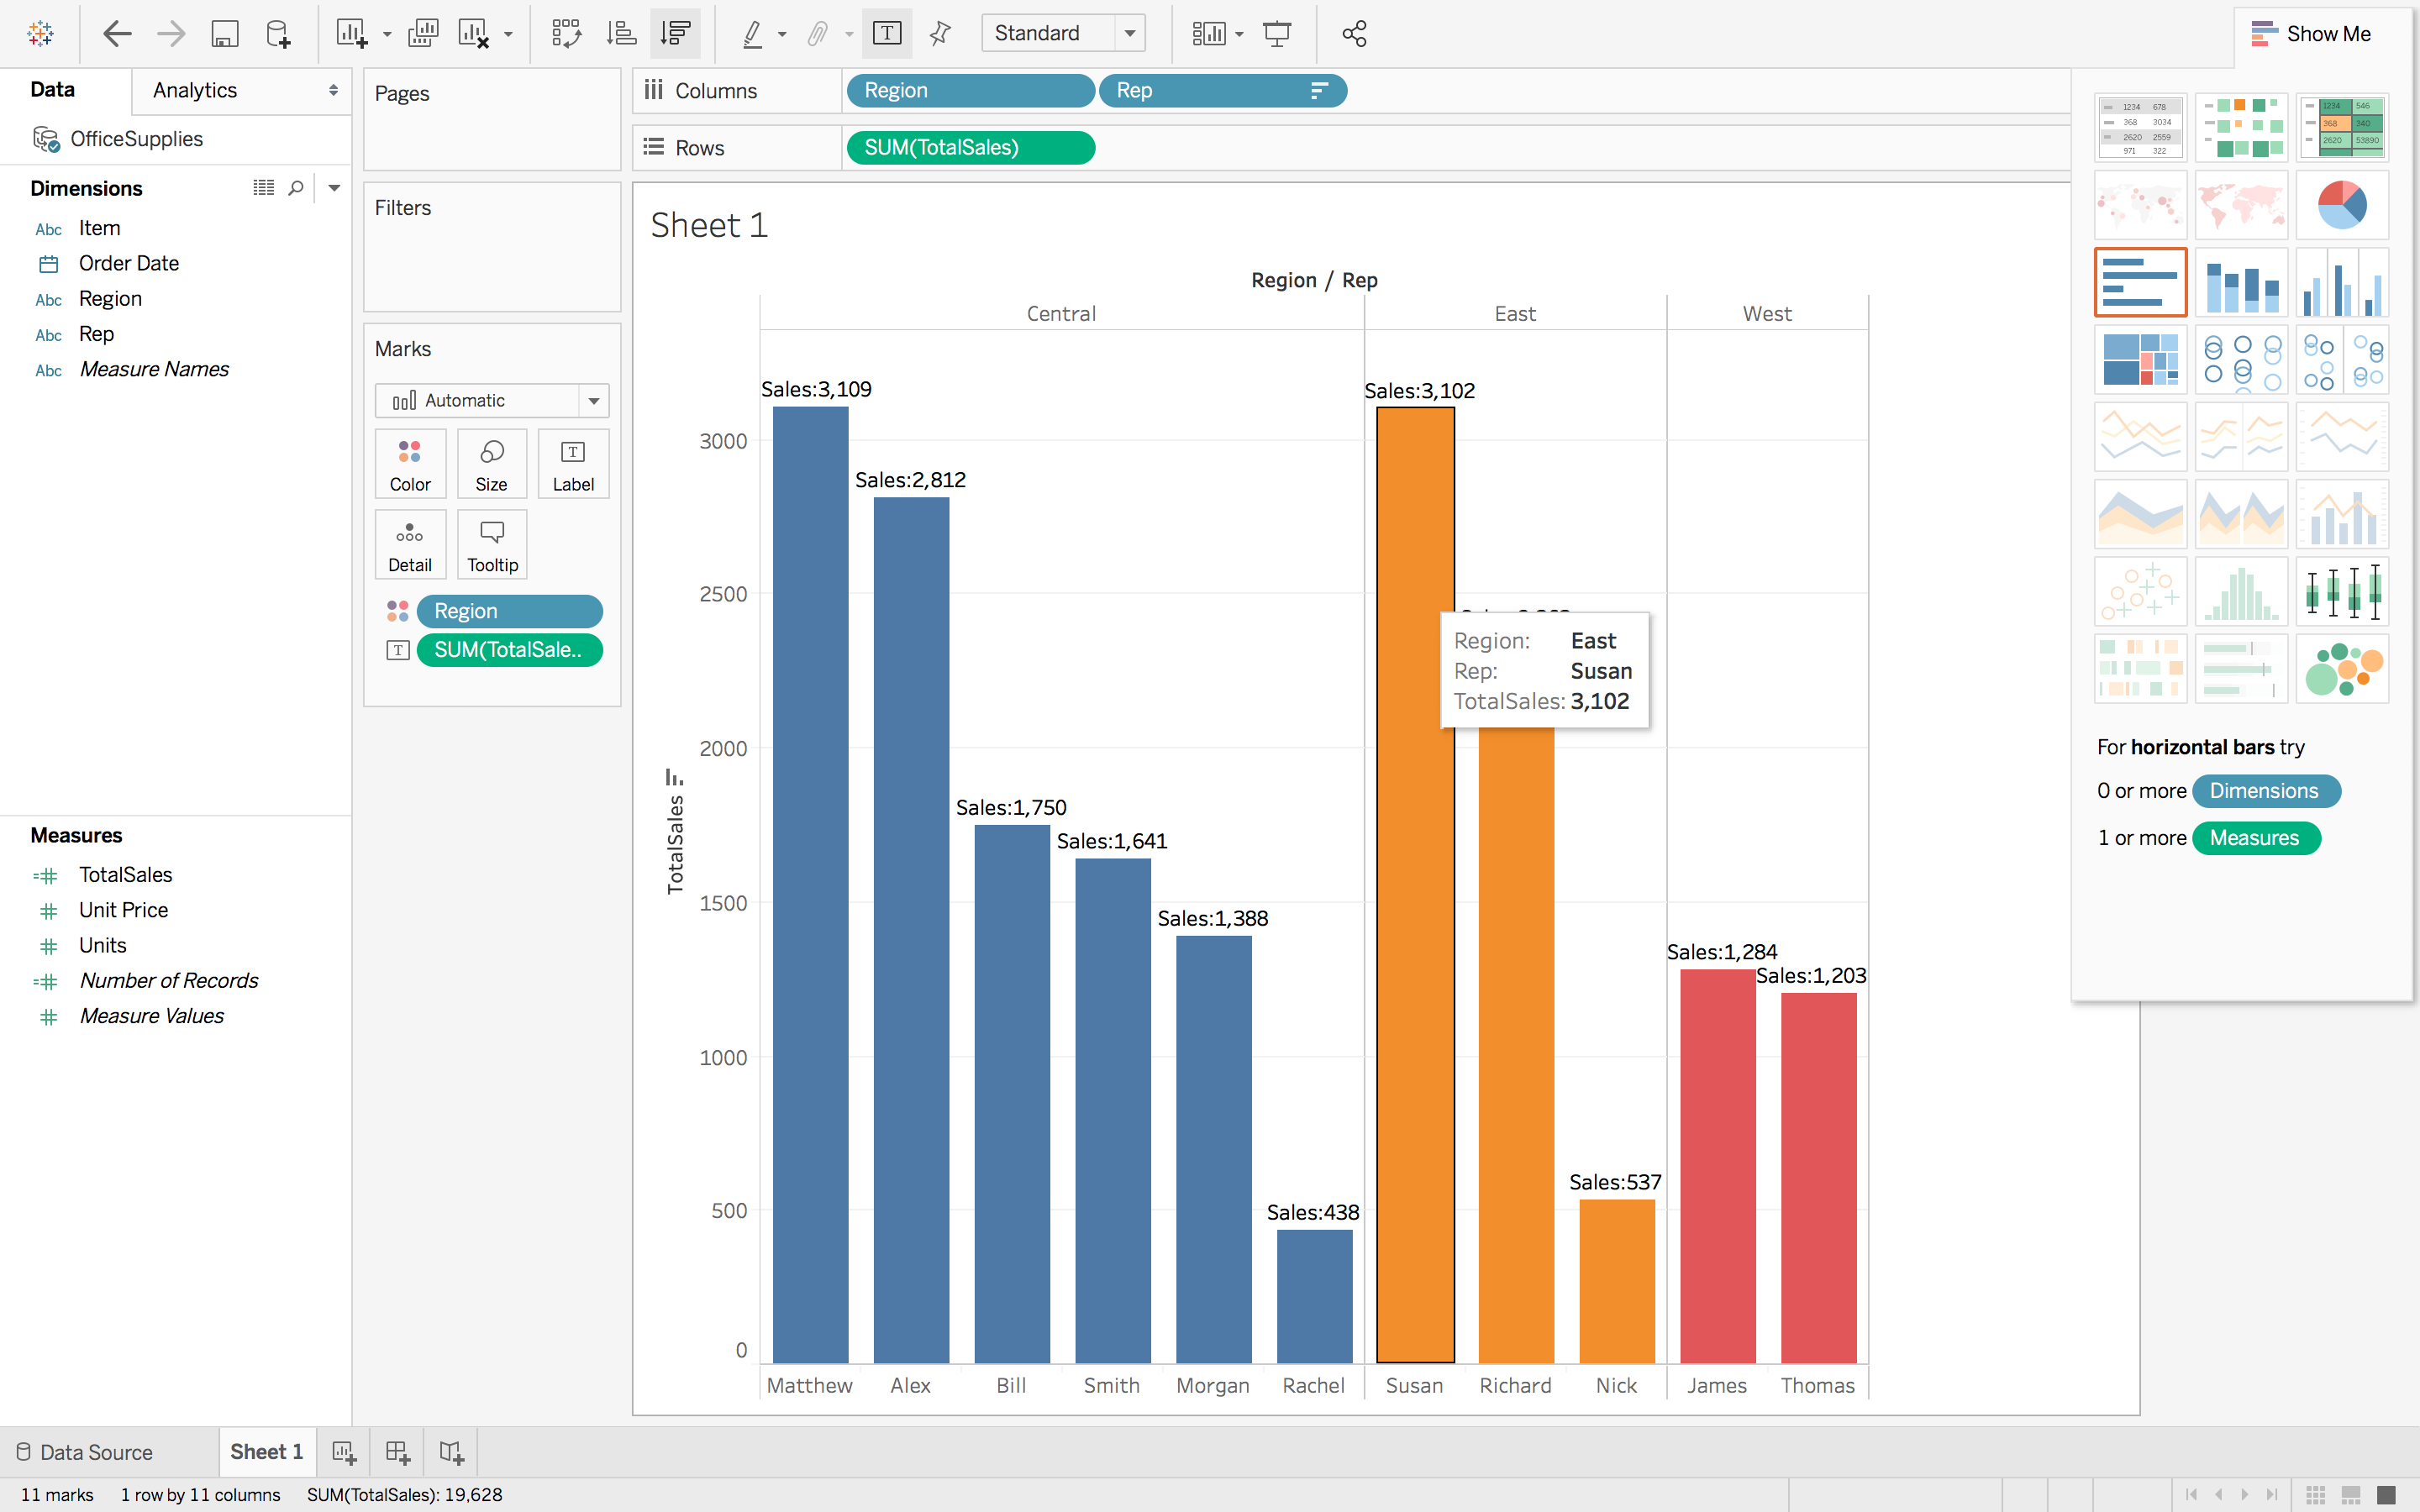 Standard
Show Me
Data
Analytics
OfficeSupplies
Dimensions
Abc Item
Order Date
Abc Region
Abc Rep
Abc Measure Names
Measures
TotalSales
Unit Price
Units
Number of Records
Measure Values
Pages
Filters
Marks
Automatic
Color Size Label
Detail Tooltip
Region
SUM(TotalSale..
Columns Region Rep
Rows SUM(TotalSales)
Sheet 1
Region / Rep
Central East West
Sales:3,109
Sales:3,102
Sales:2,812
Sales:1,750
Sales:1,641
Sales:1,388
Sales:1,284
Sales:1,203
Sales:537
Sales:438
Region: East
Rep: Susan
TotalSales: 3,102
TotalSales
3000
2500
2000
1500
1000
500
0
Matthew Alex Bill Smith Morgan Rachel Susan Richard Nick James Thomas
1234 678
368 3034
2620 2559
971 322
1234 546
368 340
2620 53890
For horizontal bars try
0 or more Dimensions
1 or more Measures
Data Source
Sheet 1
11 marks 1 row by 11 columns SUM(TotalSales): 19,628